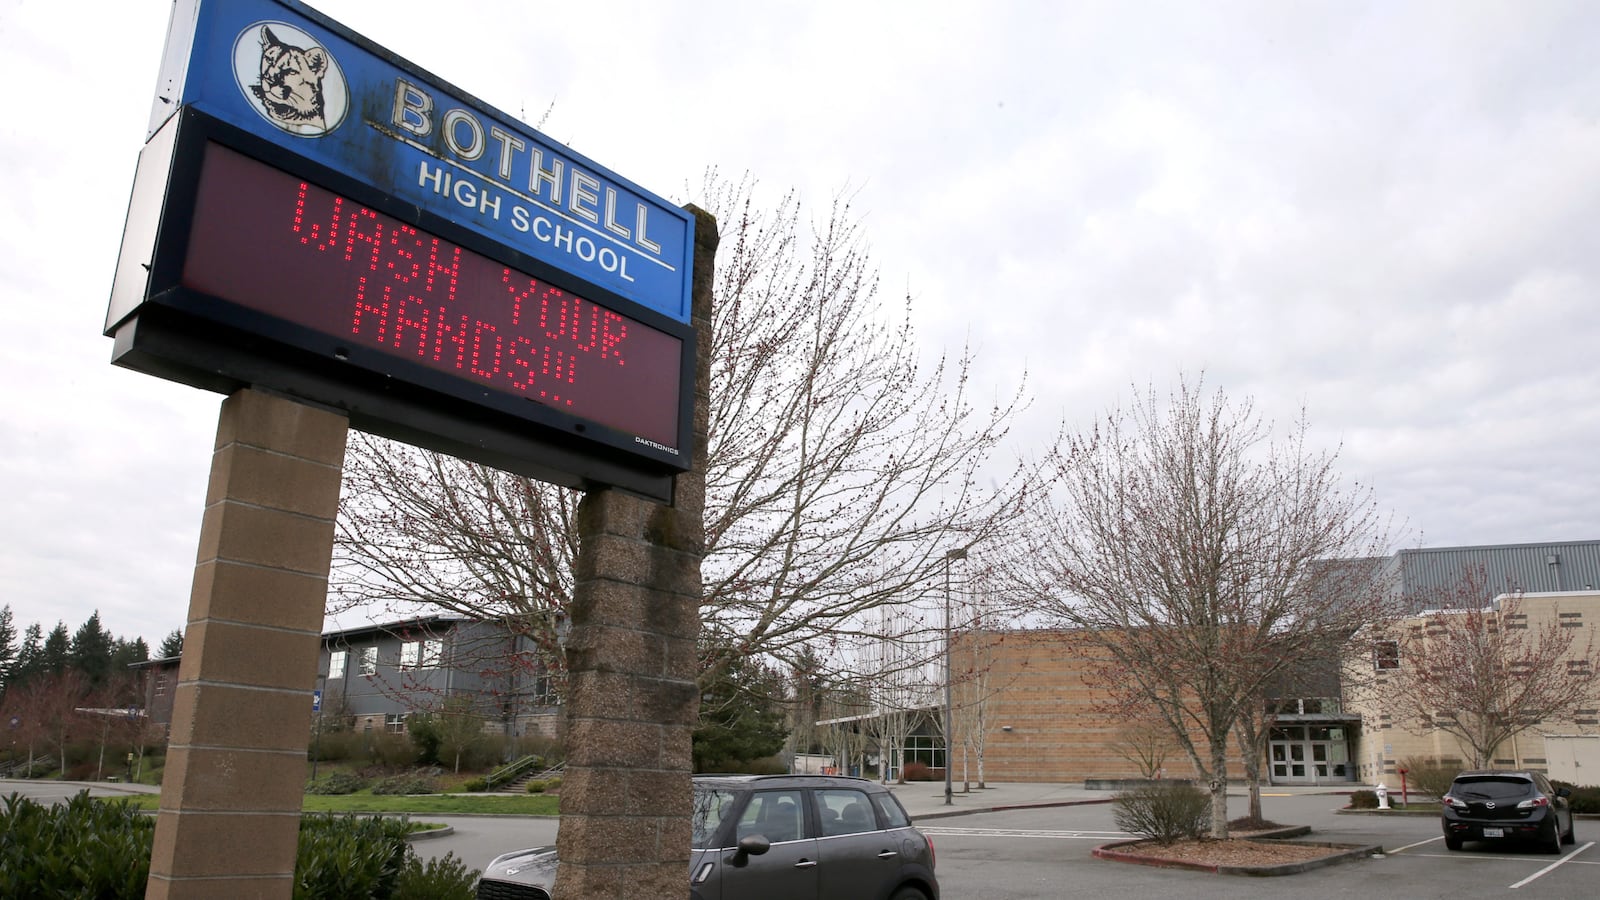 BOTHELL
HIGH SCHOOL
WASH YOUR
HANDS!!!
DAKTRONICS